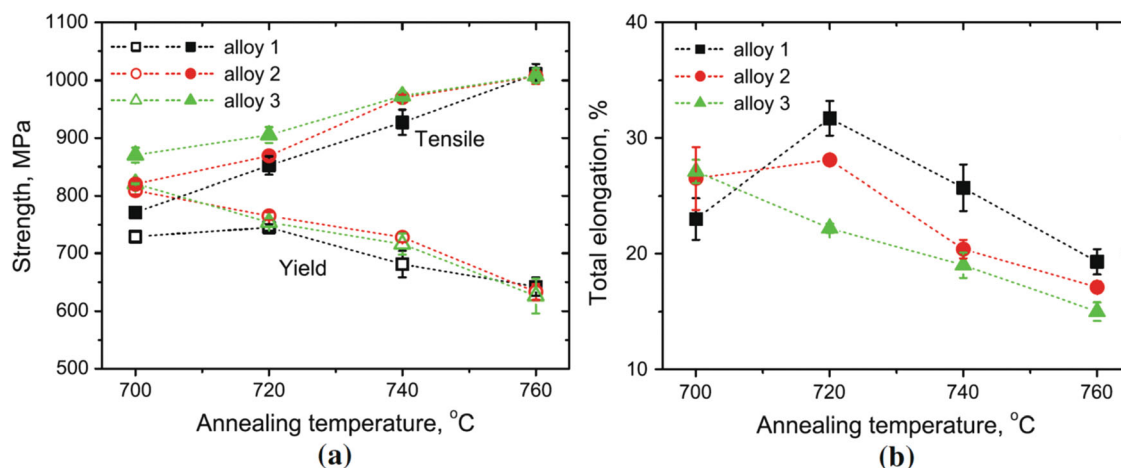 1100
1000
900
800
700
600
500
Strength, MPa
alloy 1
alloy 2
alloy 3
Tensile
Yield
700 720 740 760
Annealing temperature, °C
(a)
40
30
20
10
Total elongation, %
alloy 1
alloy 2
alloy 3
700 720 740 760
Annealing temperature, °C
(b)